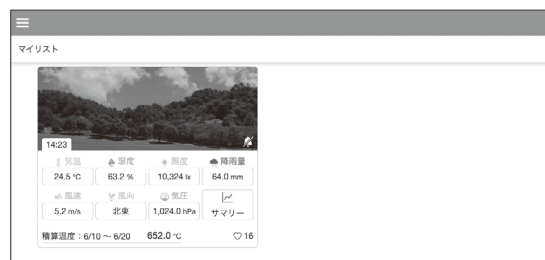 マイリスト
14:23
気温 湿度 照度 降雨量
24.5 °C 63.2 % 10,324 lx 64.0 mm
風速 風向 気圧
5.2 m/s 北東 1,024.0 hPa サマリー
積算温度:6/10 ～ 6/20 652.0 °C ♡ 16